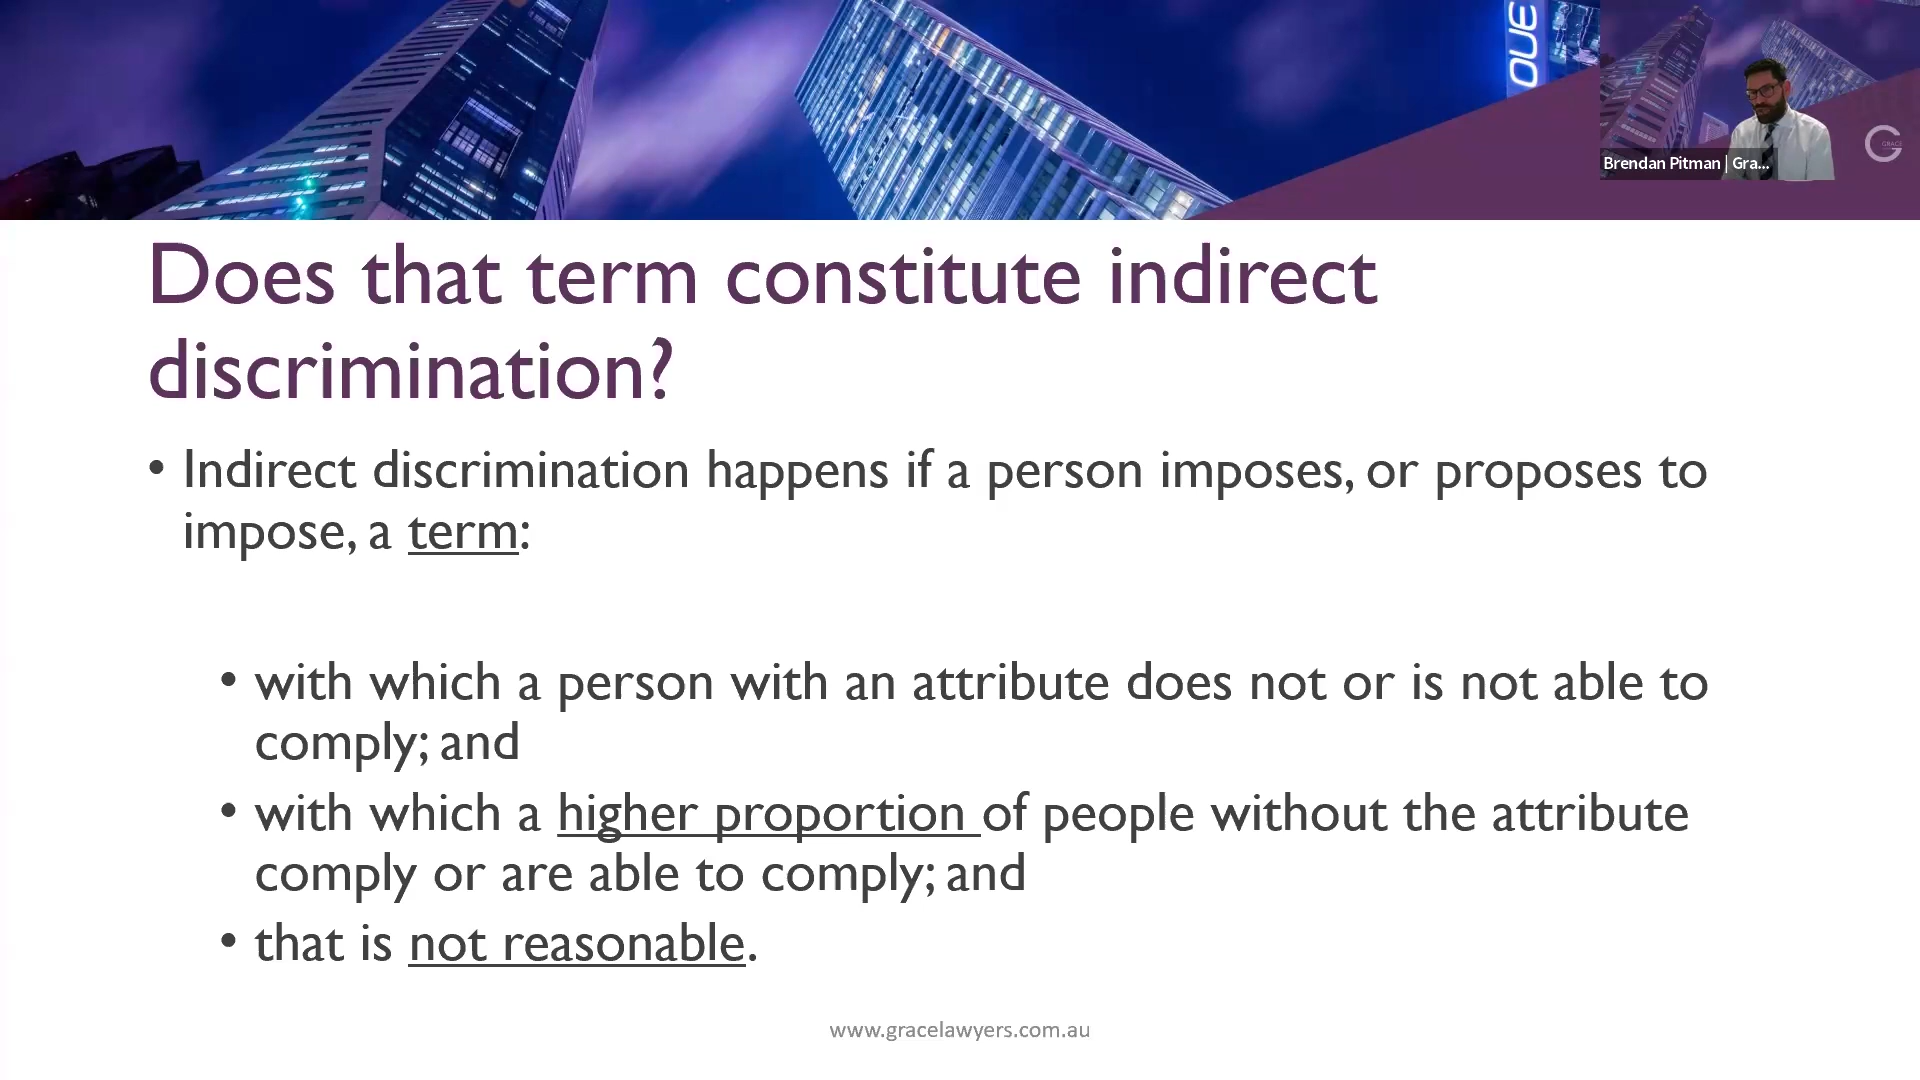 OUE
Brendan Pitman | Gra...
GRACE
Does that term constitute indirect
discrimination?
• Indirect discrimination happens if a person imposes, or proposes to
impose, a term:
• with which a person with an attribute does not or is not able to
comply; and
• with which a higher proportion of people without the attribute
comply or are able to comply; and
• that is not reasonable.
www.gracelawyers.com.au